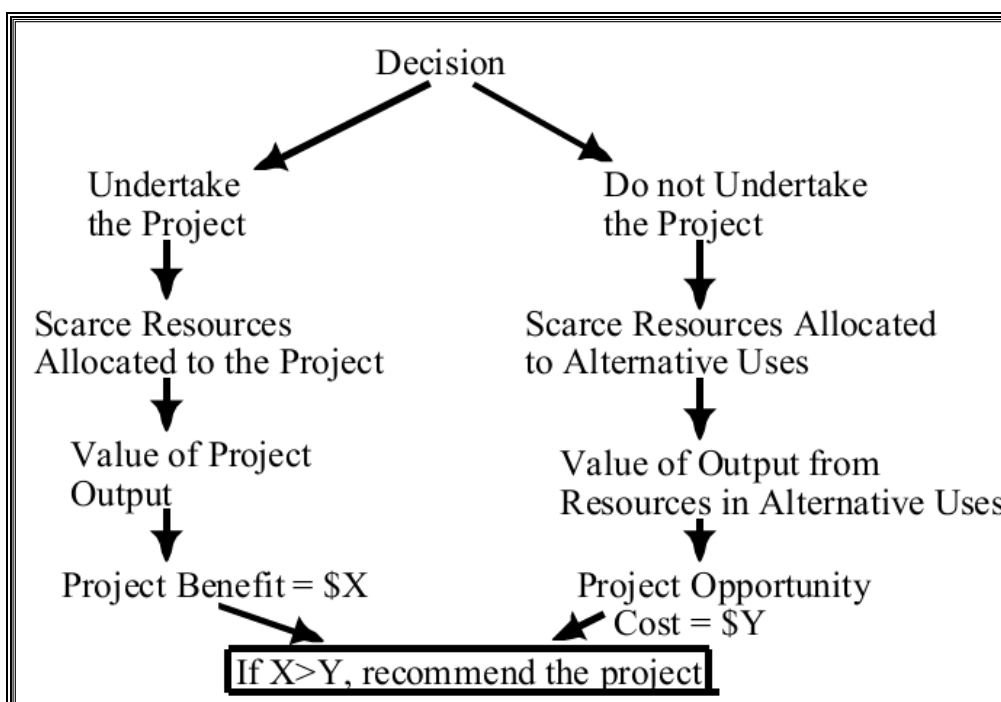 Decision
Undertake
the Project
Do not Undertake
the Project
Scarce Resources
Allocated to the Project
Scarce Resources Allocated
to Alternative Uses
Value of Project
Output
Value of Output from
Resources in Alternative Uses
Project Benefit = $X
Project Opportunity
Cost = $Y
If X>Y, recommend the project